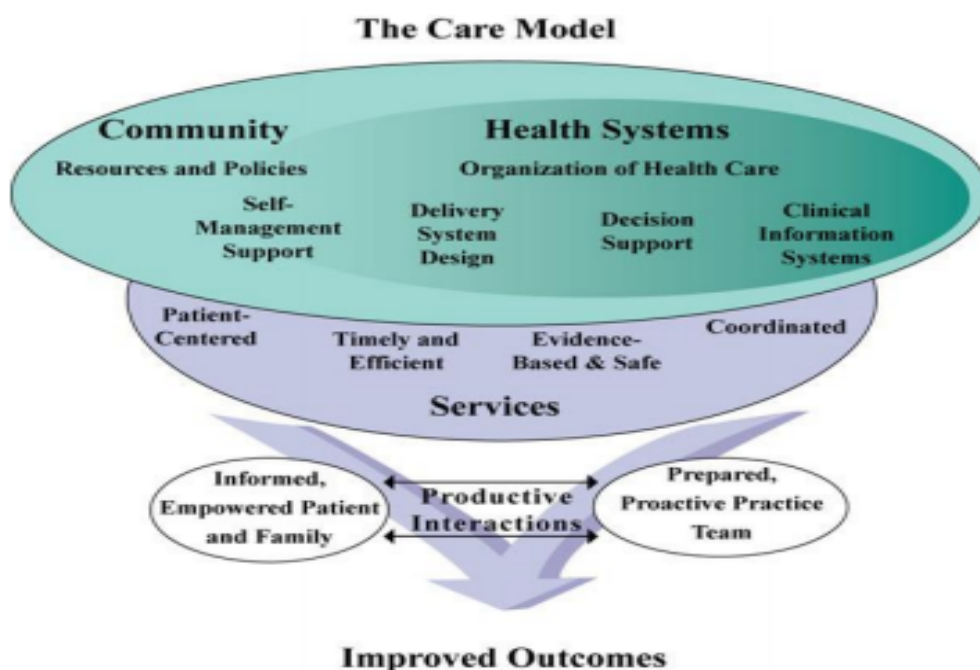 The Care Model
Community
Health Systems
Resources and Policies
Organization of Health Care
Self-
Management
Support
Delivery
System
Design
Decision
Support
Clinical
Information
Systems
Patient-
Centered
Timely and
Efficient
Evidence-
Based & Safe
Coordinated
Services
Informed,
Empowered Patient
and Family
Productive
Interactions
Prepared,
Proactive Practice
Team
Improved Outcomes